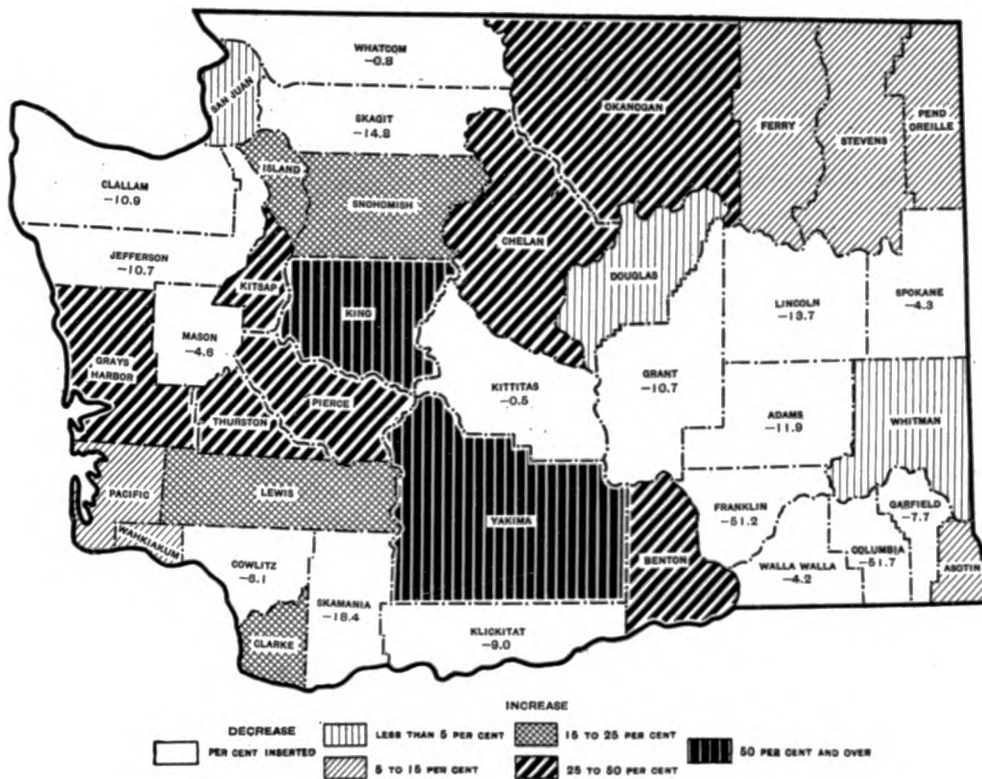 WHATCOM
-0.8
SAN JUAN
SKAGIT
-14.8
OKANOGAN
FERRY
STEVENS
PEND
OREILLE
CLALLAM
-10.9
ISLAND
SNOHOMISH
CHELAN
JEFFERSON
-10.7
KITSAP
KING
DOUGLAS
LINCOLN
-13.7
SPOKANE
-4.3
MASON
-4.6
GRAYS
HARBOR
THURSTON
PIERCE
KITTITAS
-0.5
GRANT
-10.7
ADAMS
-11.9
WHITMAN
PACIFIC
LEWIS
YAKIMA
BENTON
FRANKLIN
-51.2
GARFIELD
-7.7
WAHKIAKUM
COWLITZ
-6.1
SKAMANIA
-18.4
WALLA WALLA
-4.2
COLUMBIA
-51.7
ASOTIN
CLARKE
KLICKITAT
-9.0
DECREASE
PER CENT INSERTED
INCREASE
LESS THAN 5 PER CENT
5 TO 15 PER CENT
15 TO 25 PER CENT
25 TO 50 PER CENT
50 PER CENT AND OVER